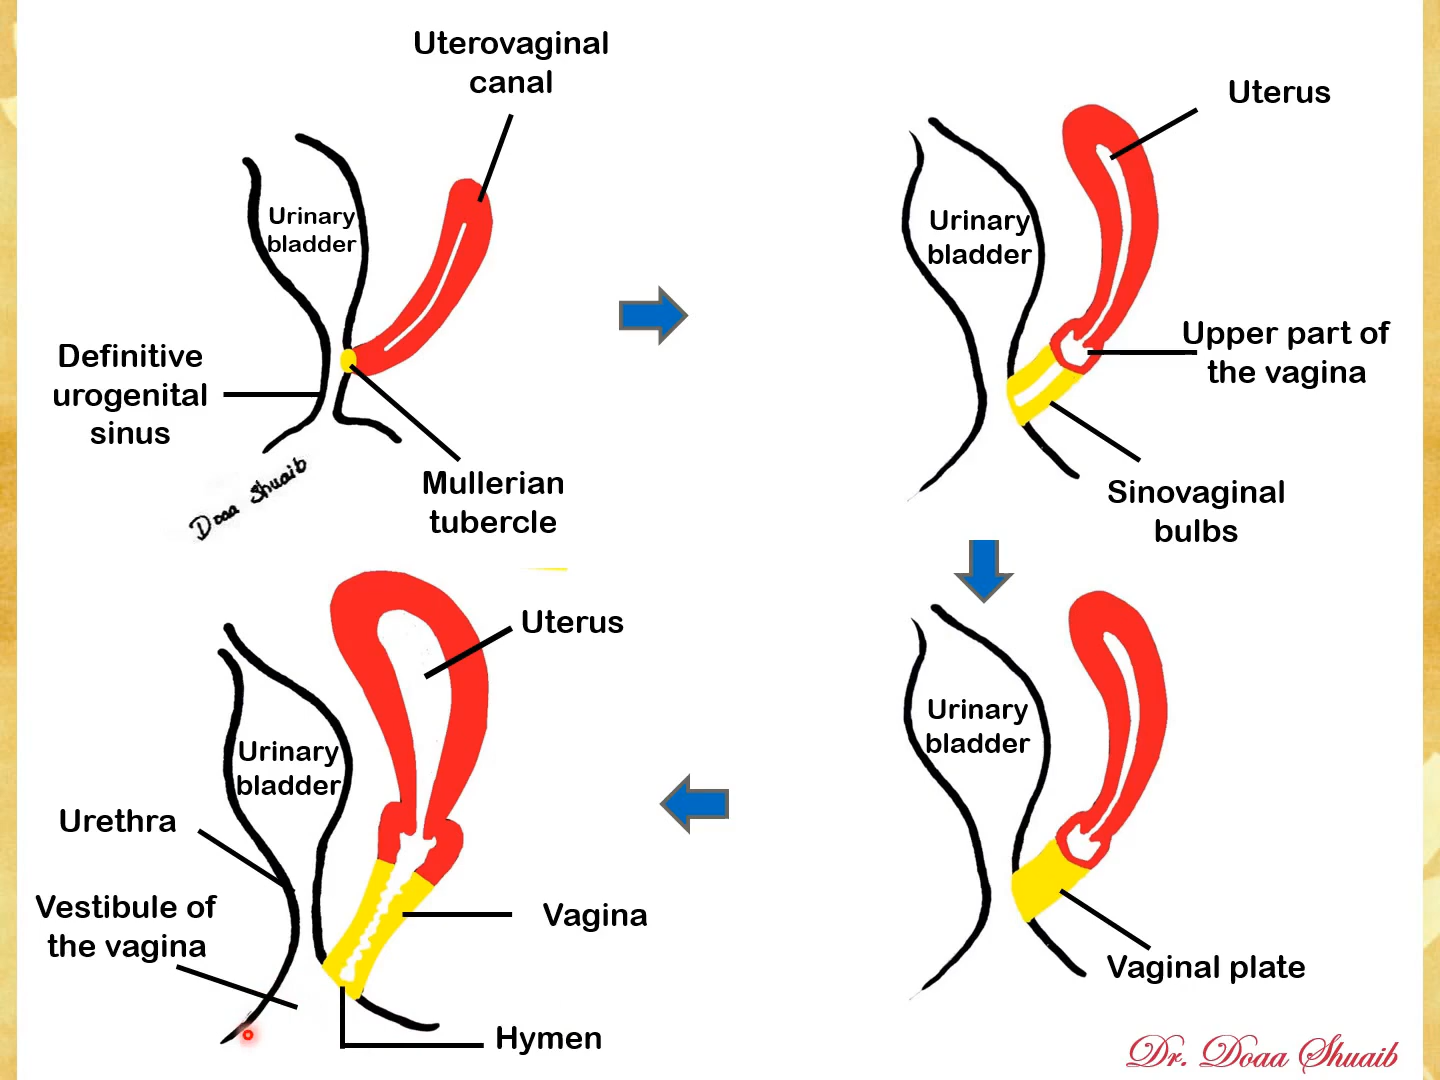 Uterovaginal
canal
Urinary
bladder
Definitive
urogenital
sinus
Mullerian
tubercle
Doaa Shuaib
Uterus
Urinary
bladder
Upper part of
the vagina
Sinovaginal
bulbs
Urinary
bladder
Vaginal plate
Uterus
Urinary
bladder
Urethra
Vestibule of
the vagina
Vagina
Hymen
Dr. Doaa Shuaib